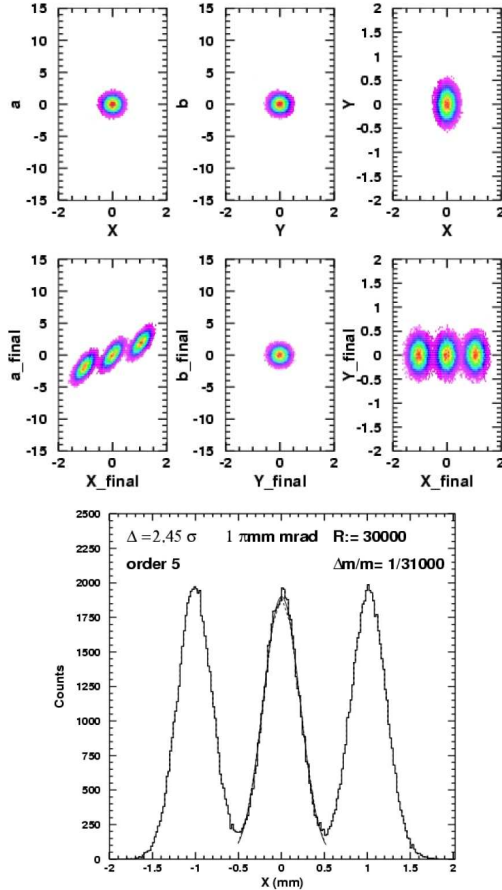 15
15
2
10
10
1.5
1
5
5
0.5
a
0
b
0
Y
0
-0.5
-5
-5
-1
-10
-10
-1.5
-15
-15
-2
-2 0 2
-2 0 2
-2 0 2
X
Y
X
15
15
2
10
10
1.5
1
5
5
0.5
a_final
0
b_final
0
Y_final
0
-0.5
-5
-5
-1
-10
-10
-1.5
-15
-15
-2
-2 0 2
-2 0 2
-2 0 2
X_final
Y_final
X_final
2500
Δ =2.45 σ 1 πmm mrad R:= 30000
order 5 Δm/m= 1/31000
2250
2000
1750
1500
Counts
1250
1000
750
500
250
0
-2 -1.5 -1 -0.5 0 0.5 1 1.5 2
X (mm)